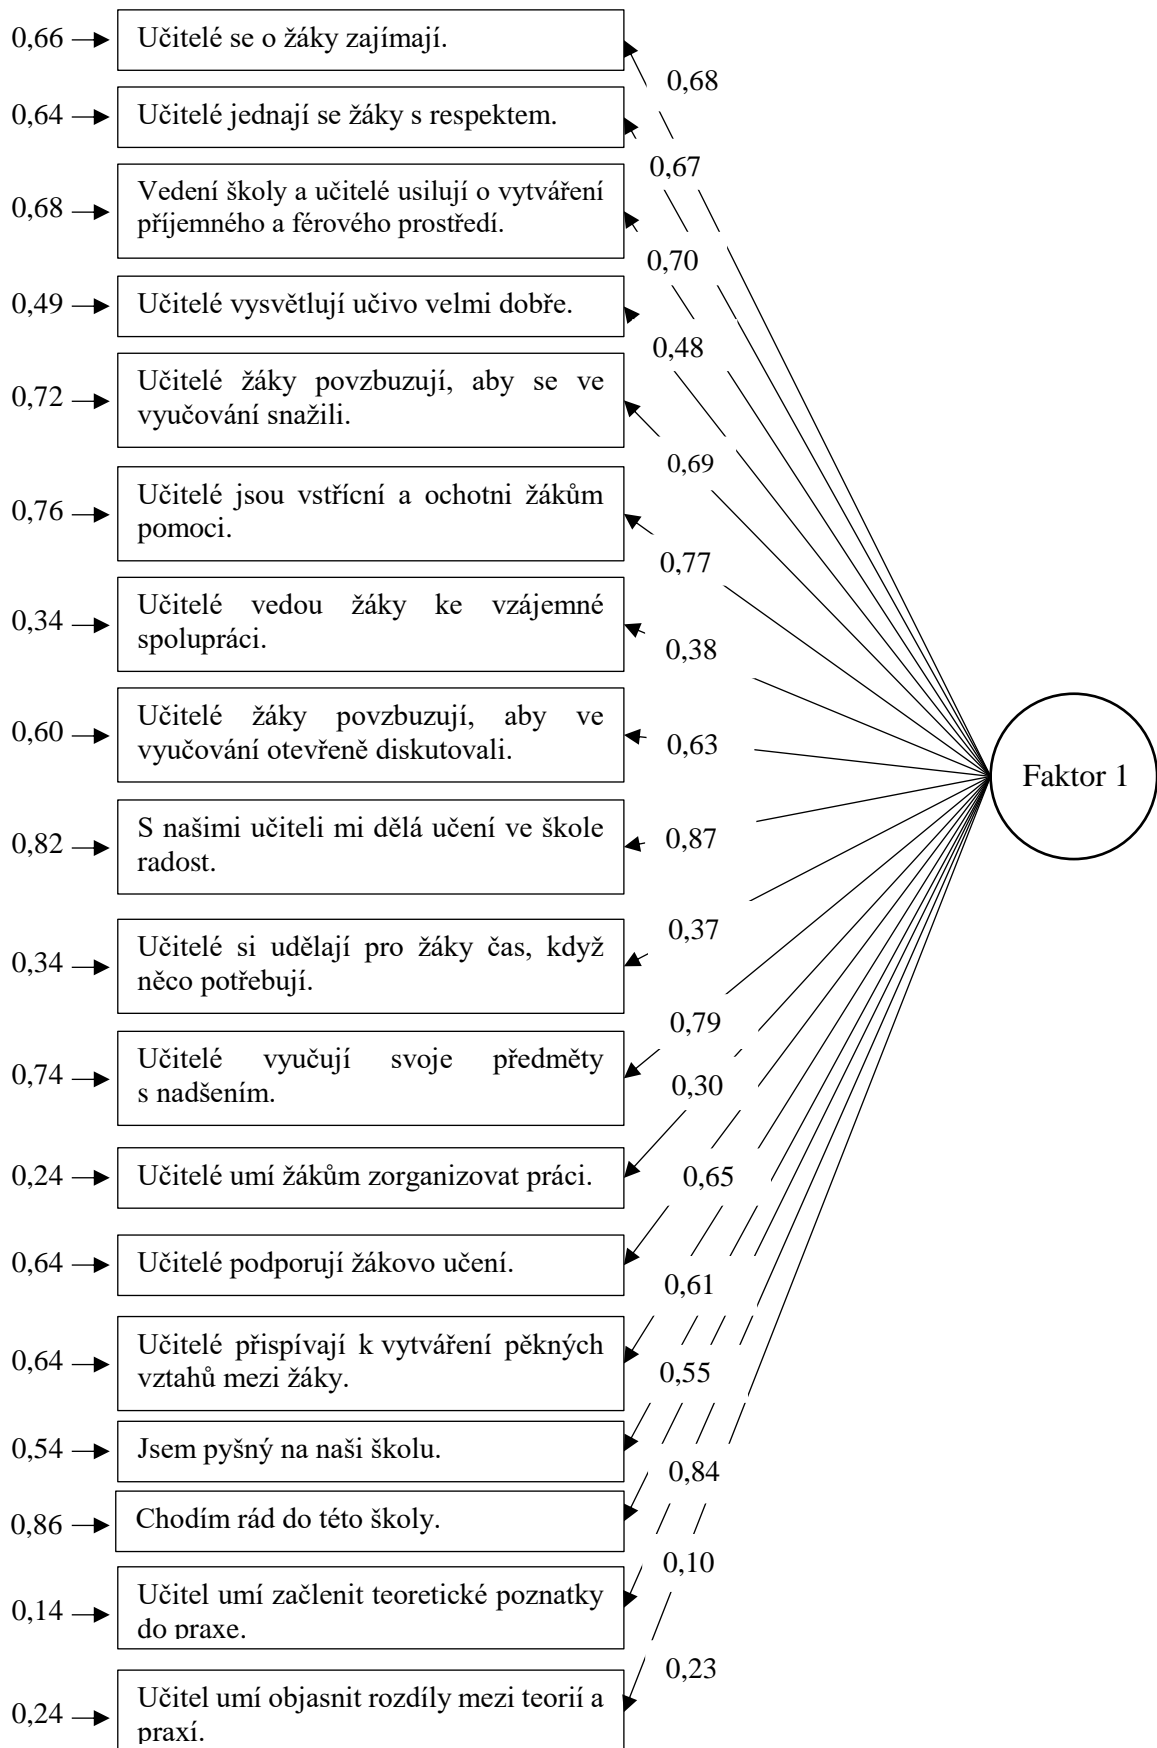 0,66
Učitelé se o žáky zajímají.
0,68
0,64
Učitelé jednají se žáky s respektem.
0,67
0,68
Vedení školy a učitelé usilují o vytváření
příjemného a férového prostředí.
0,70
0,49
Učitelé vysvětlují učivo velmi dobře.
0,48
0,72
Učitelé žáky povzbuzují, aby se ve
vyučování snažili.
0,69
0,76
Učitelé jsou vstřícní a ochotni žákům
pomoci.
0,77
0,34
Učitelé vedou žáky ke vzájemné
spolupráci.
0,38
0,60
Učitelé žáky povzbuzují, aby ve
vyučování otevřeně diskutovali.
0,63
Faktor 1
0,82
S našimi učiteli mi dělá učení ve škole
radost.
0,87
0,34
Učitelé si udělají pro žáky čas, když
něco potřebují.
0,37
0,74
Učitelé vyučují svoje předměty
s nadšením.
0,79
0,24
Učitelé umí žákům zorganizovat práci.
0,30
0,64
Učitelé podporují žákovo učení.
0,65
0,64
Učitelé přispívají k vytváření pěkných
vztahů mezi žáky.
0,61
0,54
Jsem pyšný na naši školu.
0,55
0,86
Chodím rád do této školy.
0,84
0,14
Učitel umí začlenit teoretické poznatky
do praxe.
0,10
0,24
Učitel umí objasnit rozdíly mezi teorií a
praxí.
0,23